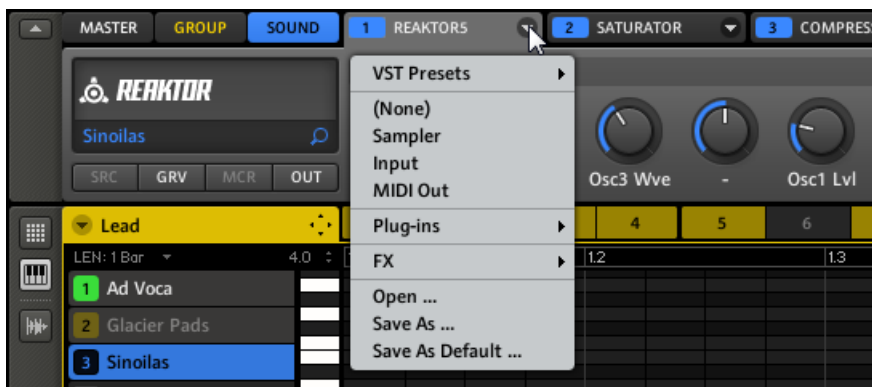 MASTER GROUP SOUND 1 REAKTOR5 2 SATURATOR 3 COMPRES
REAKTOR
Sinoilas
SRC GRV MCR OUT
VST Presets
(None)
Sampler
Input
MIDI Out
Plug-ins
FX
Open ...
Save As ...
Save As Default ...
Osc3 Wve - Osc1 Lvl
Lead 4 5 6
LEN: 1 Bar 4.0 1.2 1.3
1 Ad Voca
2 Glacier Pads
3 Sinoilas